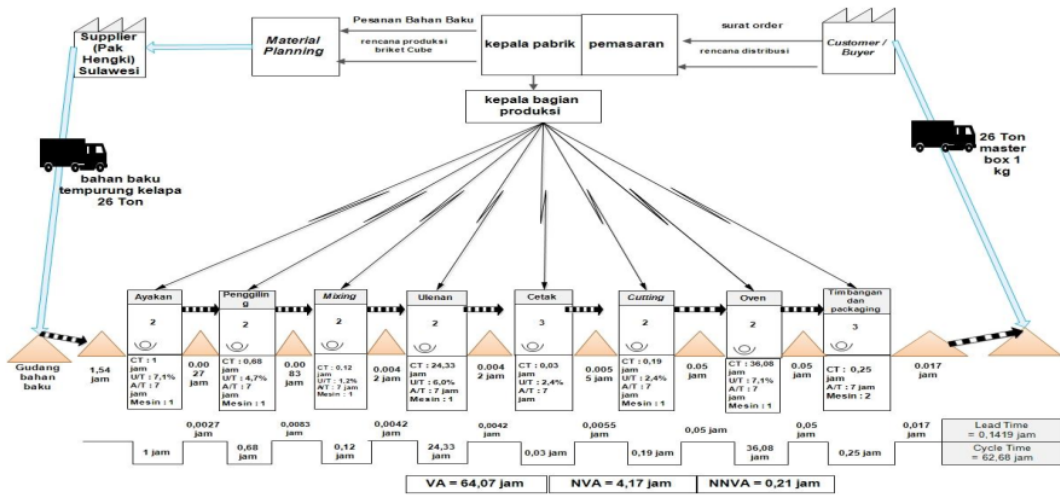 Supplier
(Pak
Hengki)
Sulawesi
Material
Planning
Pesanan Bahan Baku
rencana produksi
briket Cube
kepala pabrik
pemasaran
surat order
rencana distribusi
Customer /
Buyer
kepala bagian
produksi
bahan baku
tempurung kelapa
26 Ton
26 Ton
master
box 1
kg
Gudang
bahan
baku
1,54
jam
Ayakan
2
CT : 1
jam
U/T : 7,1%
A/T : 7
jam
Mesin : 1
0.00
27
jam
Penggilin
g
2
CT : 0,68
jam
U/T : 4,7%
A/T : 7
jam
Mesin : 1
0.00
83
jam
Mixing
2
CT : 0,12
jam
U/T : 1,2%
A/T : 7 jam
Mesin : 1
0.004
2 jam
Ulenan
2
CT : 24,33
jam
U/T : 6,0%
A/T : 7 jam
Mesin : 1
0.004
2 jam
Cetak
3
CT : 0,03
jam
U/T : 2,4%
A/T : 7
jam
Mesin : 1
0.005
5 jam
Cutting
2
CT : 0,19
jam
U/T : 2,4%
A/T : 7
jam
Mesin : 1
0.05
jam
Oven
2
CT : 36,08
jam
U/T : 7,1%
A/T : 7
jam
Mesin : 1
0.05
jam
Timbangan
dan
packaging
3
CT : 0,25
jam
A/T : 7 jam
Mesin : 2
0.017
jam
0,0027
jam
0,0083
jam
0,0042
jam
0,0042
jam
0,0055
jam
0,05 jam
0,05
jam
0,017
jam
Lead Time
= 0,1419 jam
1 jam
0,68
jam
0,12
jam
24,33
jam
0,03 jam
0,19 jam
36,08
jam
0,25 jam
Cycle Time
= 62,68 jam
VA = 64,07 jam
NVA = 4,17 jam
NNVA = 0,21 jam